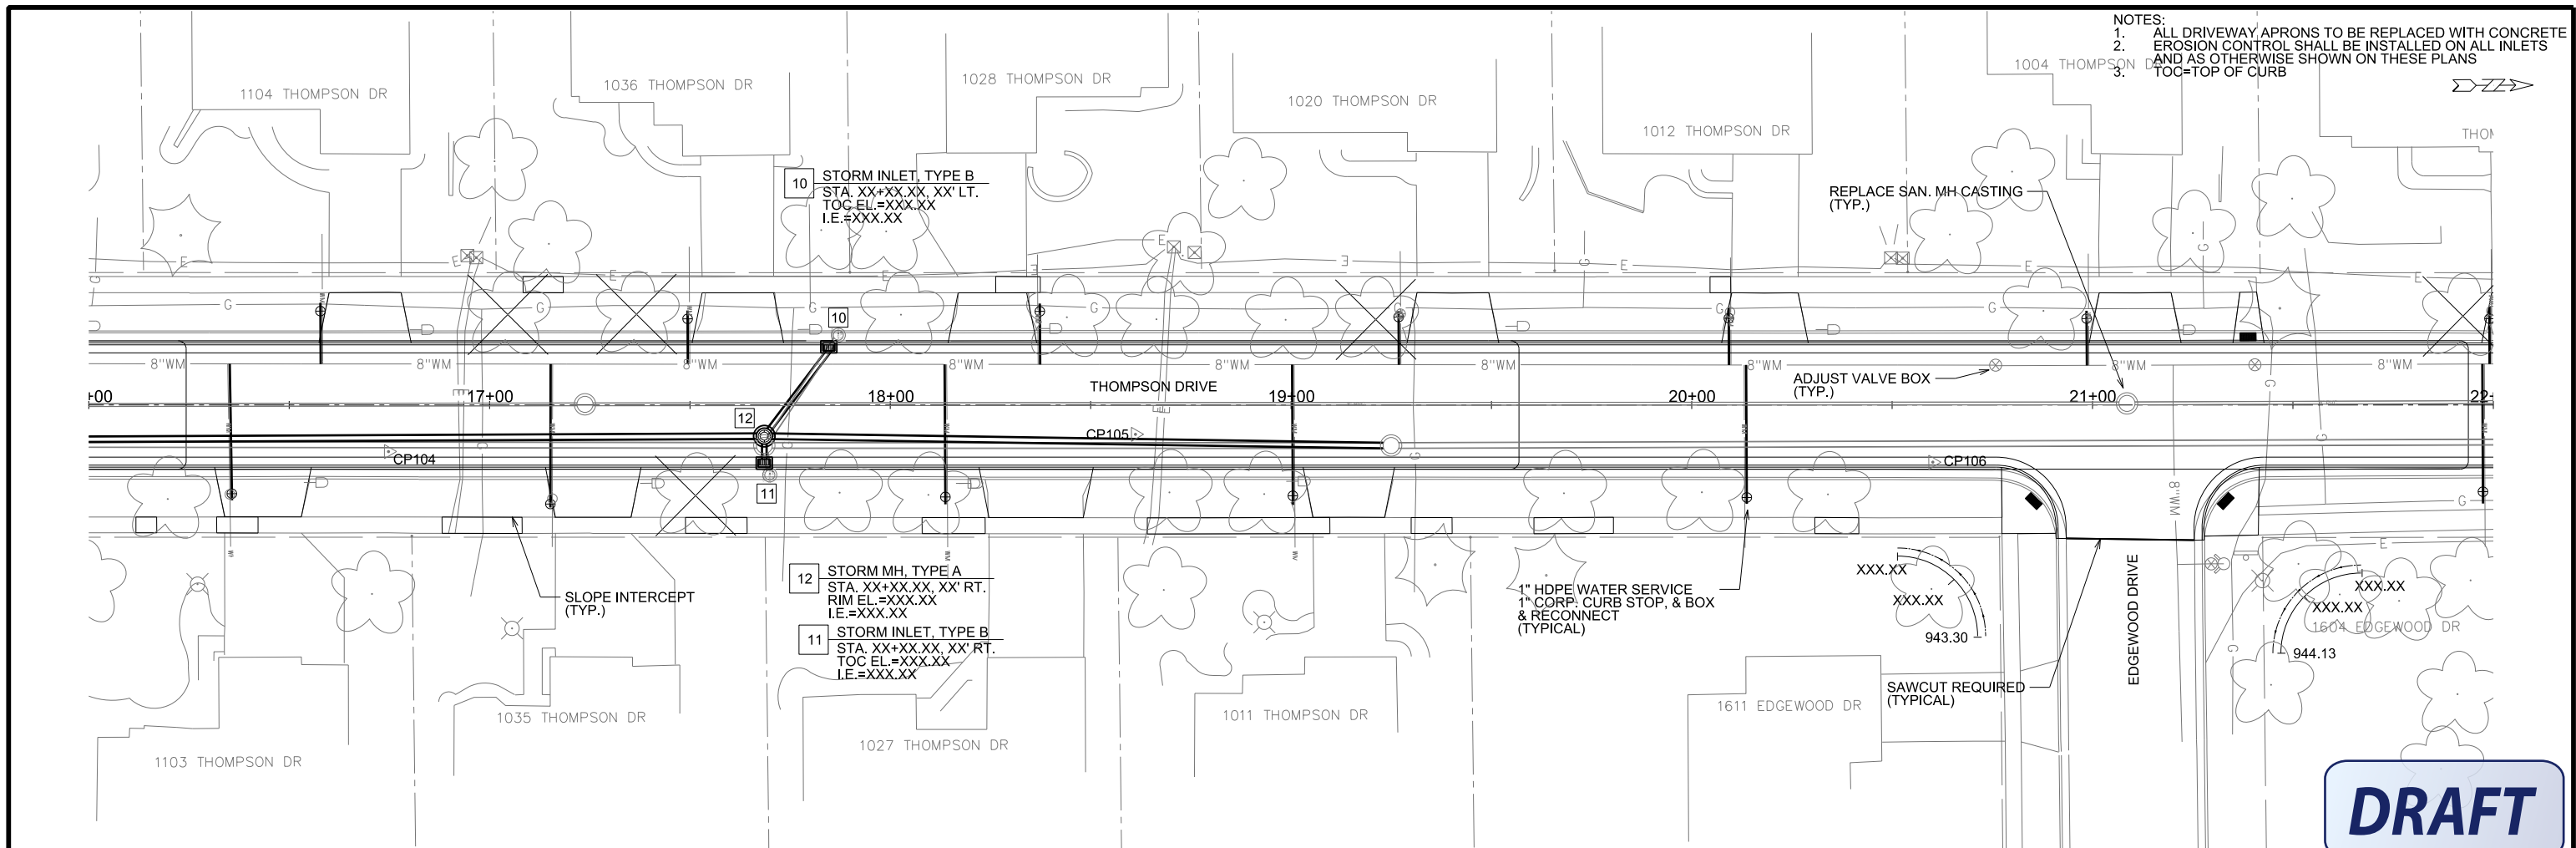 NOTES:
1. ALL DRIVEWAY APRONS TO BE REPLACED WITH CONCRETE
2. EROSION CONTROL SHALL BE INSTALLED ON ALL INLETS
AND AS OTHERWISE SHOWN ON THESE PLANS
3. TOC=TOP OF CURB
1104 THOMPSON DR
1036 THOMPSON DR
1028 THOMPSON DR
1020 THOMPSON DR
1012 THOMPSON DR
1004 THOMPSON DR
THOM
10 STORM INLET, TYPE B
STA. XX+XX.XX, XX' LT.
TOC EL.=XXX.XX
I.E.=XXX.XX
REPLACE SAN. MH CASTING
(TYP.)
E E E E E E E E E E
G G G G G G G G
10
8"WM 8"WM 8"WM 8"WM 8"WM 8"WM 8"WM 8"WM 8"WM
THOMPSON DRIVE
ADJUST VALVE BOX
(TYP.)
+00 17+00 18+00 19+00 20+00 21+00 22+
12
CP104
CP105
CP106
11
8"WM
SLOPE INTERCEPT
(TYP.)
12 STORM MH, TYPE A
STA. XX+XX.XX, XX' RT.
RIM EL.=XXX.XX
I.E.=XXX.XX
11 STORM INLET, TYPE B
STA. XX+XX.XX, XX' RT.
TOC EL.=XXX.XX
I.E.=XXX.XX
1" HDPE WATER SERVICE
1" CORP. CURB STOP, & BOX
& RECONNECT
(TYPICAL)
XXX.XX
XXX.XX
943.30
EDGEWOOD DRIVE
XXX.XX
XXX.XX
944.13
1604 EDGEWOOD DR
SAWCUT REQUIRED
(TYPICAL)
1103 THOMPSON DR
1035 THOMPSON DR
1027 THOMPSON DR
1011 THOMPSON DR
1611 EDGEWOOD DR
DRAFT